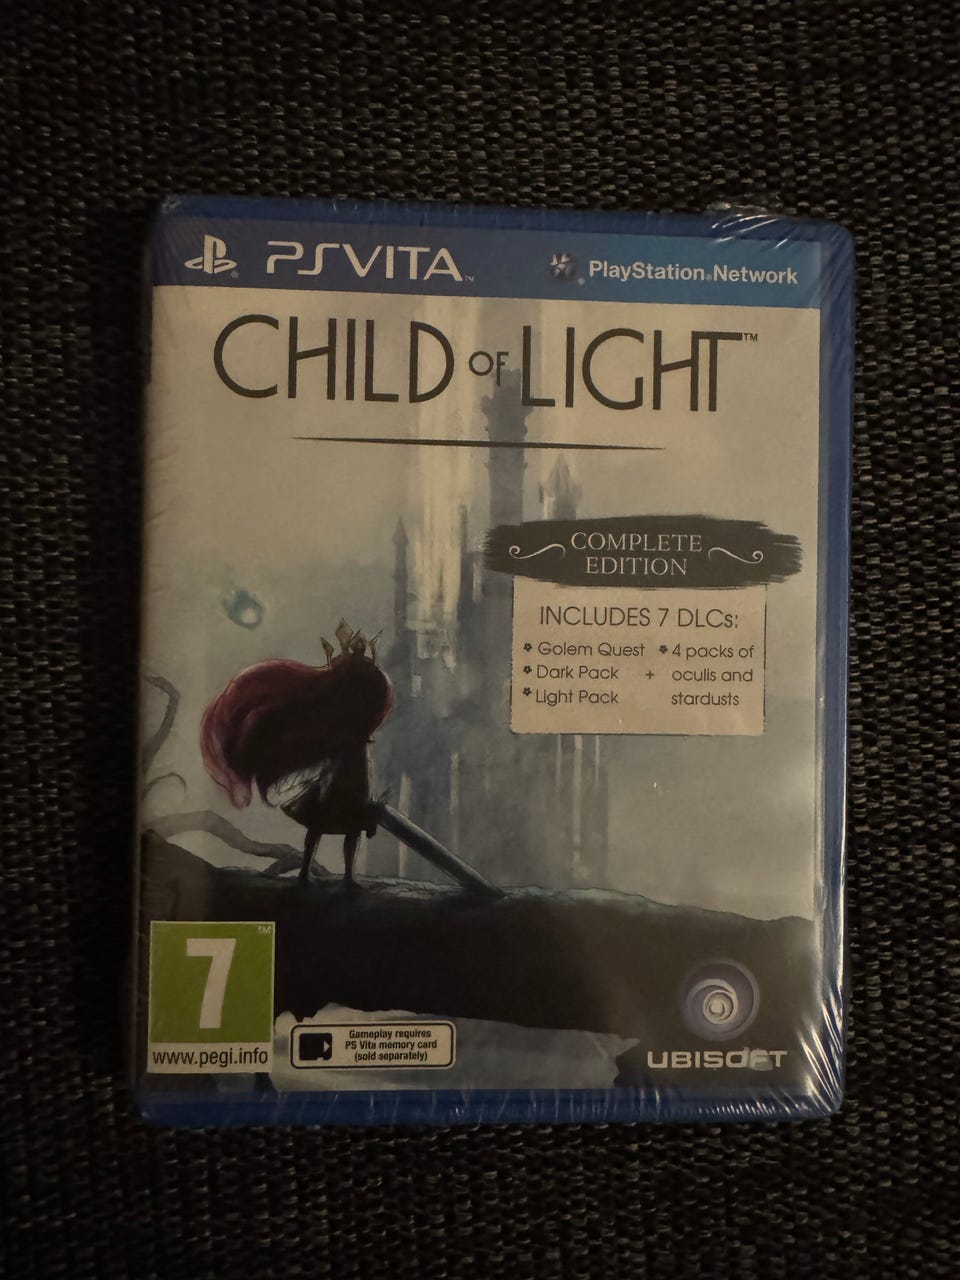 PSVITA™
PlayStation®Network
CHILD OF LIGHT™
COMPLETE
EDITION
INCLUDES 7 DLCs:
Golem Quest
Dark Pack
Light Pack
+
4 packs of
oculis and
stardusts
7
www.pegi.info
Gameplay requires
PS Vita memory card
(sold separately)
UBISOFT